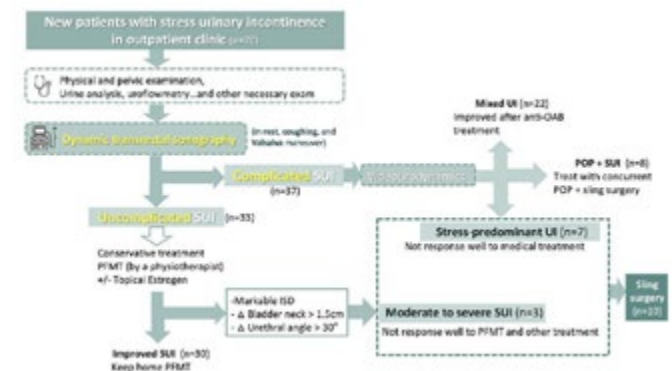 New patients with stress urinary incontinence
in outpatient clinic
Physical and pelvic examination,
Urine analysis, uroflowmetry...and other necessary exam
Dynamic transrectal sonography
(in rest, coughing, and
Valsalva maneuver)
Complicated SUI
(n=37)
Videourodynamics
Mixed UI (n=22)
Improved after anti-OAB
treatment
POP + SUI (n=8)
Treat with concurrent
POP + sling surgery
Uncomplicated SUI (n=33)
Conservative treatment
PFMT (by a physiotherapist)
+/- Topical Estrogen
Stress-predominant UI (n=7)
Not response well to medical treatment
-Markable ISD
- Δ Bladder neck > 1.5cm
- Δ Urethral angle > 30°
Moderate to severe SUI (n=3)
Not response well to PFMT and other treatment
Sling
surgery
(n=10)
Improved SUI (n=30)
Keep home PFMT